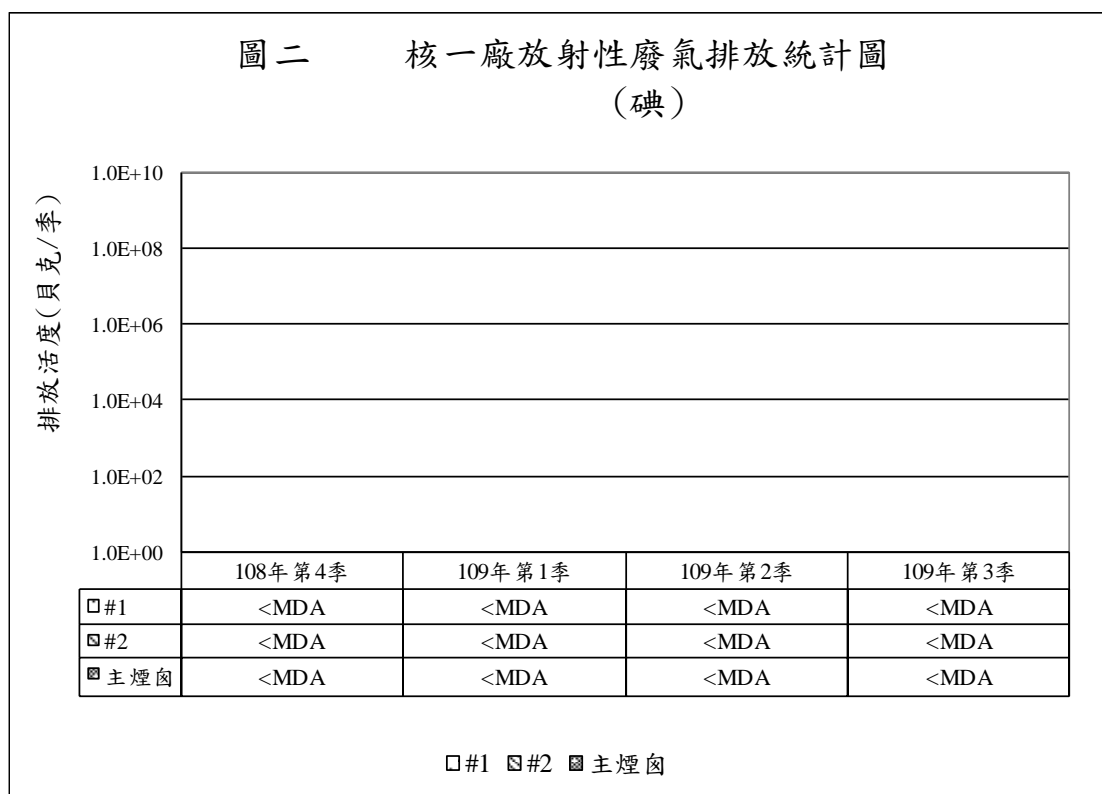 圖二 核一廠放射性廢氣排放統計圖
(碘)
排放活度(貝克/季)
1.0E+10
1.0E+08
1.0E+06
1.0E+04
1.0E+02
1.0E+00
108年第4季 109年第1季 109年第2季 109年第3季
#1 <MDA <MDA <MDA <MDA
#2 <MDA <MDA <MDA <MDA
主煙囪 <MDA <MDA <MDA <MDA
#1 #2 主煙囪